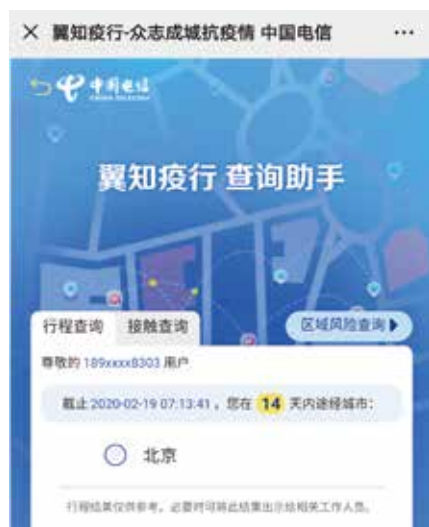 翼知疫行-众志成城抗疫情 中国电信
中国电信
翼知疫行 查询助手
行程查询 接触查询 区域风险查询
尊敬的 189xxxx8303 用户
截止 2020-02-19 07:13:41，您在 14 天内途经城市：
北京
行程结果仅供参考，必要时可将此结果出示给相关工作人员。